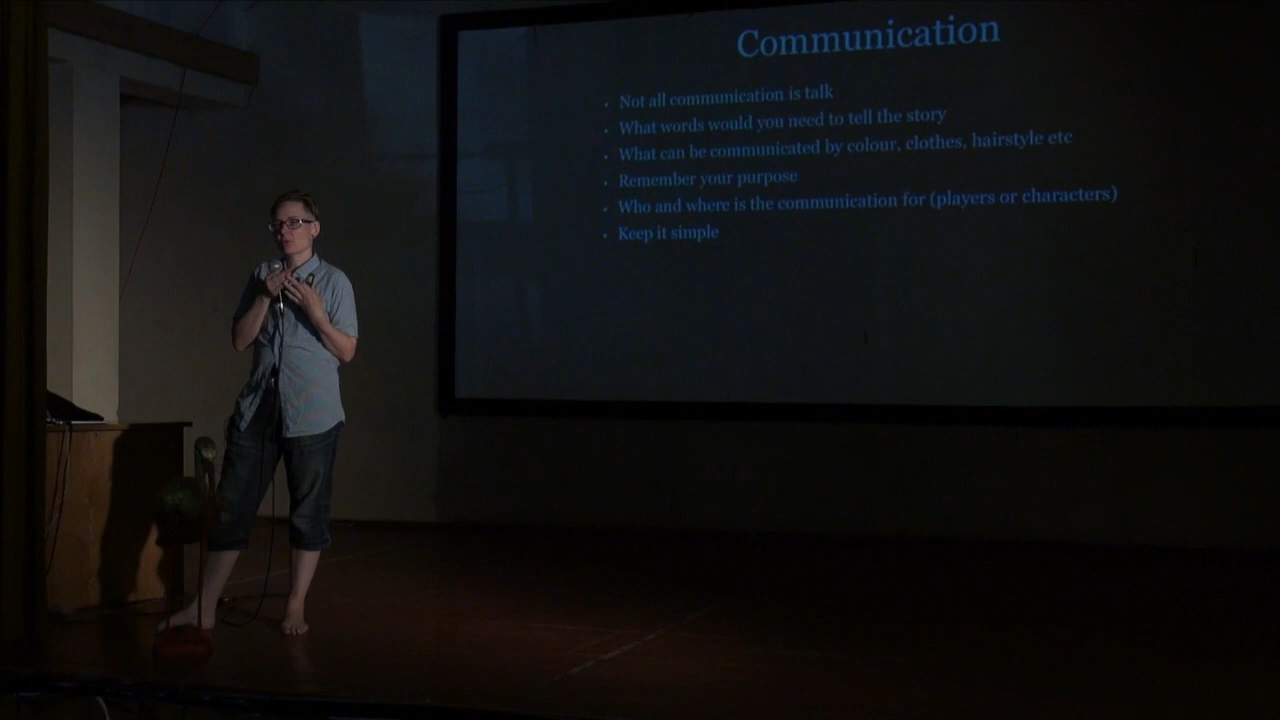 Communication
• Not all communication is talk
• What words would you need to tell the story
• What can be communicated by colour, clothes, hairstyle etc
• Remember your purpose
• Who and where is the communication for (players or characters)
• Keep it simple